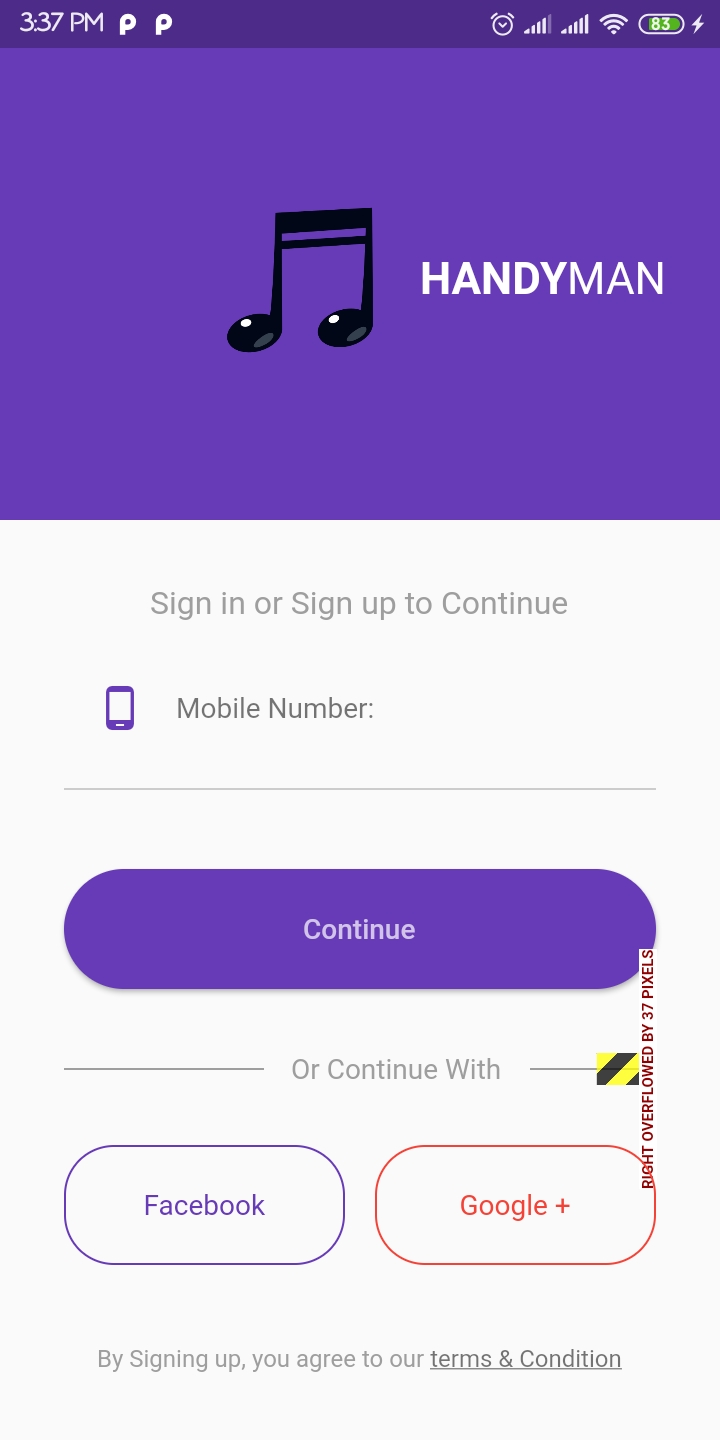 3:37 PM
83
HANDYMAN
Sign in or Sign up to Continue
Mobile Number:
Continue
RIGHT OVERFLOWED BY 37 PIXELS
Or Continue With
Facebook
Google +
By Signing up, you agree to our terms & Condition